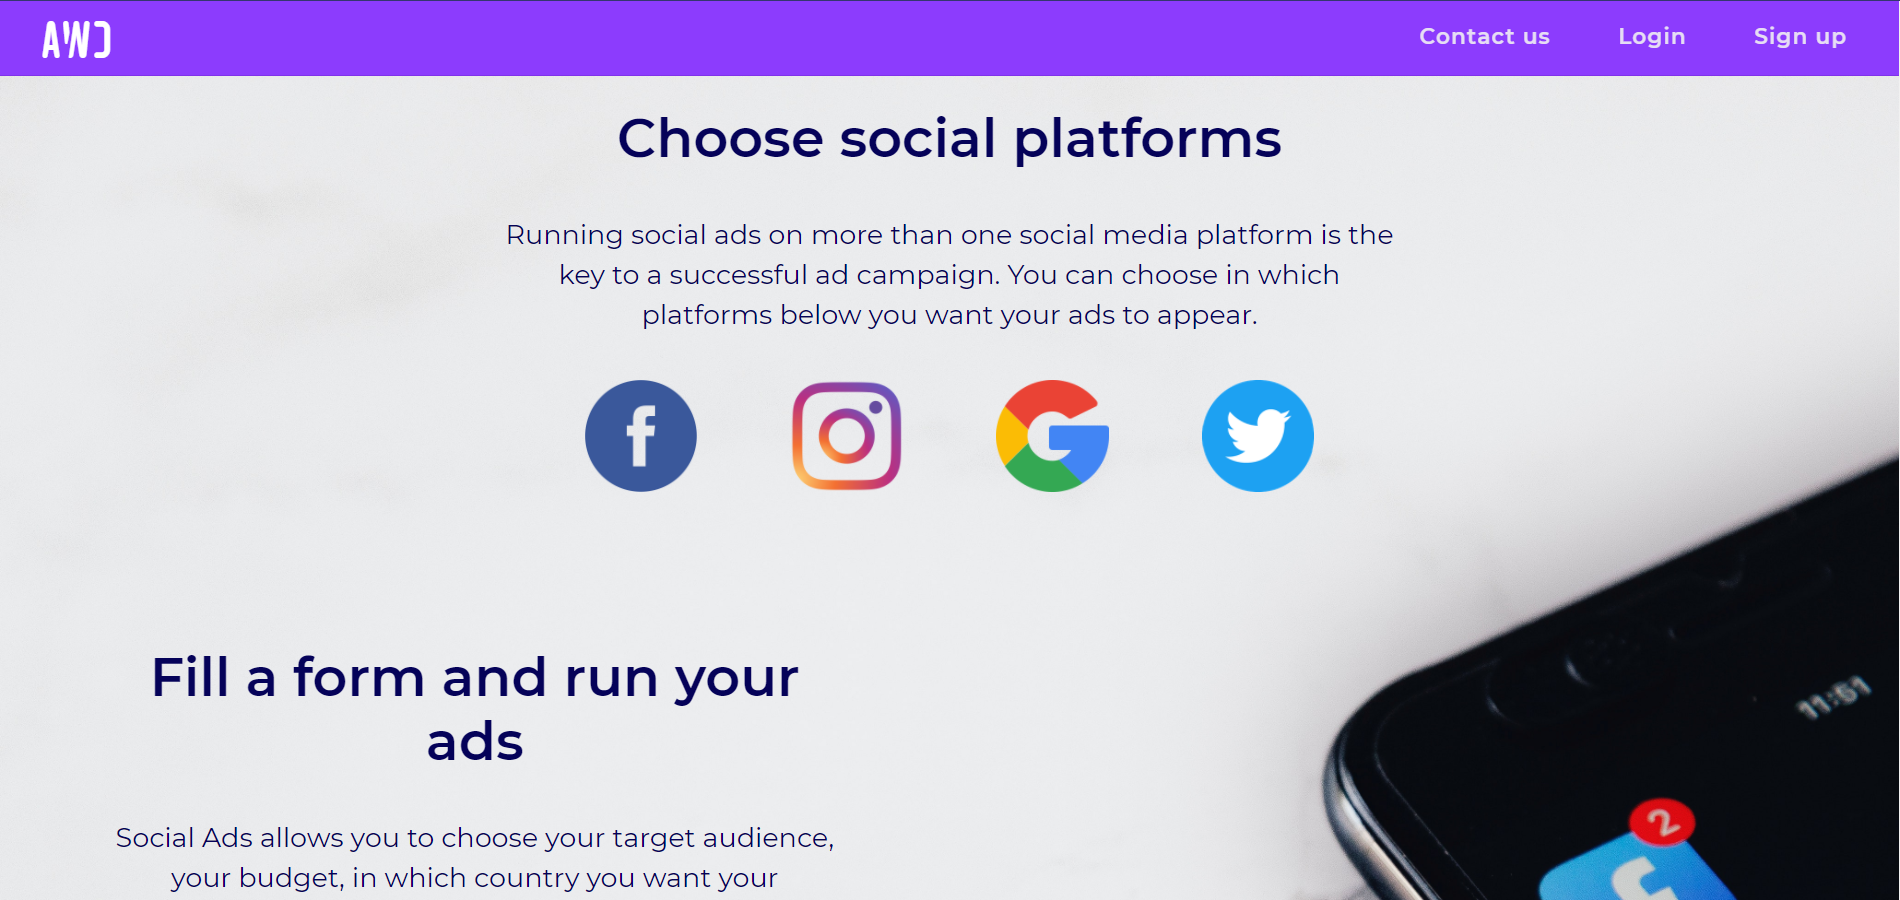 AWD
Contact us
Login
Sign up
Choose social platforms
Running social ads on more than one social media platform is the
key to a successful ad campaign. You can choose in which
platforms below you want your ads to appear.
Fill a form and run your
ads
11:51
2
Social Ads allows you to choose your target audience,
your budget, in which country you want your